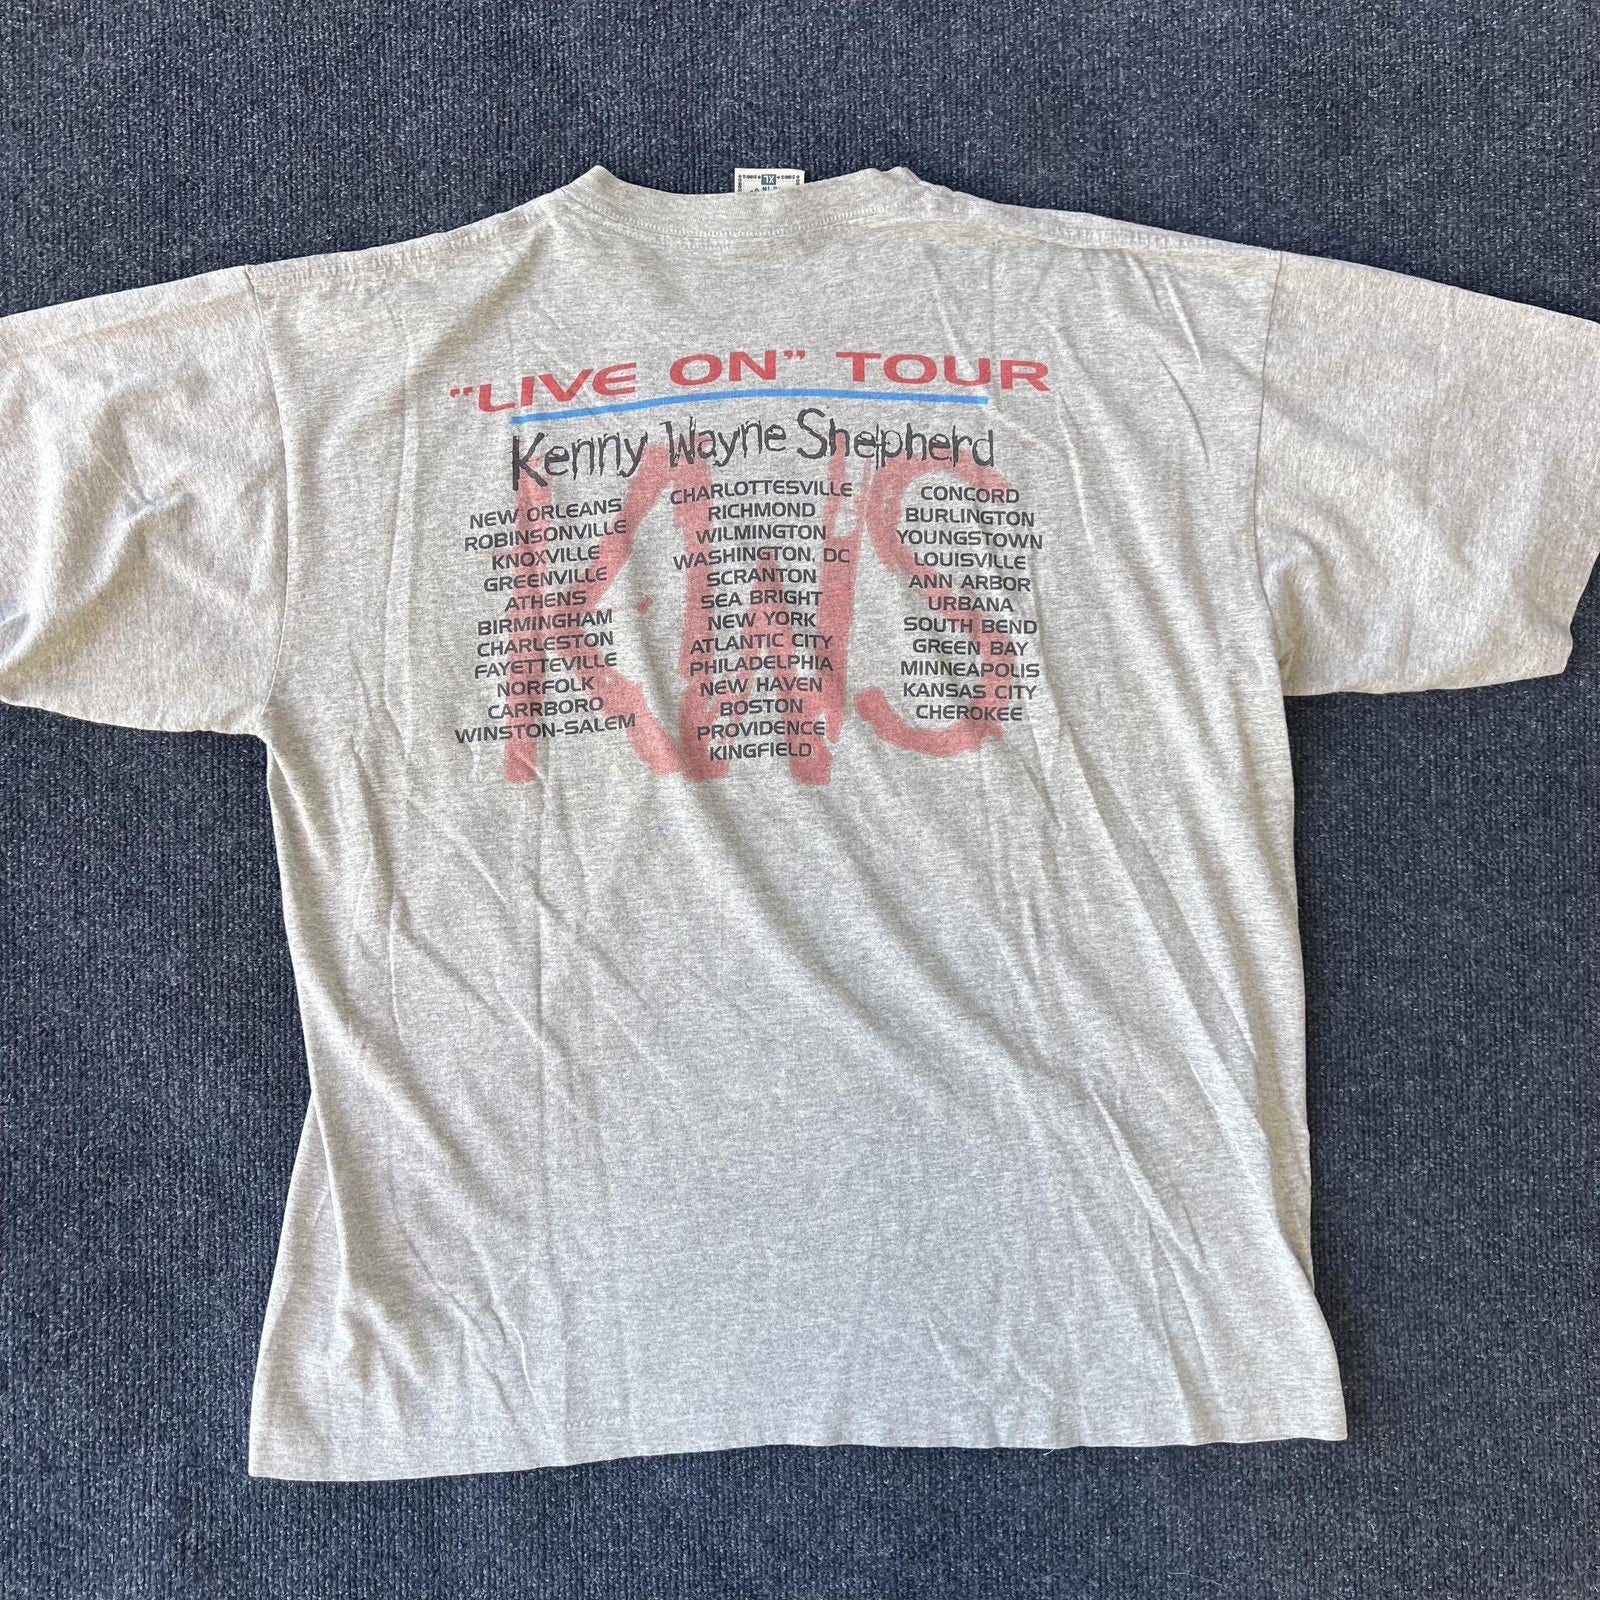 XL
"LIVE ON" TOUR
Kenny Wayne Shepherd
KWS
NEW ORLEANS
ROBINSONVILLE
KNOXVILLE
GREENVILLE
ATHENS
BIRMINGHAM
CHARLESTON
FAYETTEVILLE
NORFOLK
CARRBORO
WINSTON-SALEM
CHARLOTTESVILLE
RICHMOND
WILMINGTON
WASHINGTON, DC
SCRANTON
SEA BRIGHT
NEW YORK
ATLANTIC CITY
PHILADELPHIA
NEW HAVEN
BOSTON
PROVIDENCE
KINGFIELD
CONCORD
BURLINGTON
YOUNGSTOWN
LOUISVILLE
ANN ARBOR
URBANA
SOUTH BEND
GREEN BAY
MINNEAPOLIS
KANSAS CITY
CHEROKEE